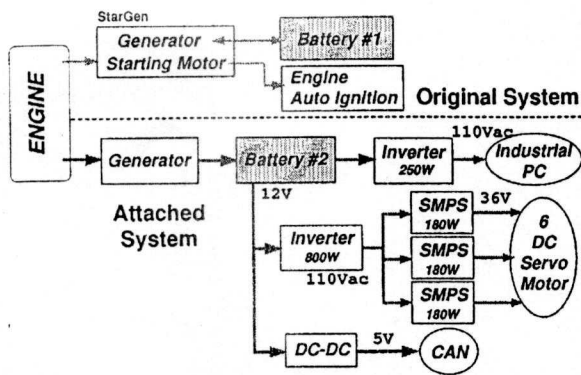 StarGen
Generator
Starting Motor
Battery #1
Engine
Auto Ignition
Original System
ENGINE
Generator
Battery #2
Inverter
250W
110Vac
Industrial
PC
Attached
System
12V
Inverter
800W
110Vac
SMPS
180W
36V
SMPS
180W
SMPS
180W
6
DC
Servo
Motor
DC-DC
5V
CAN